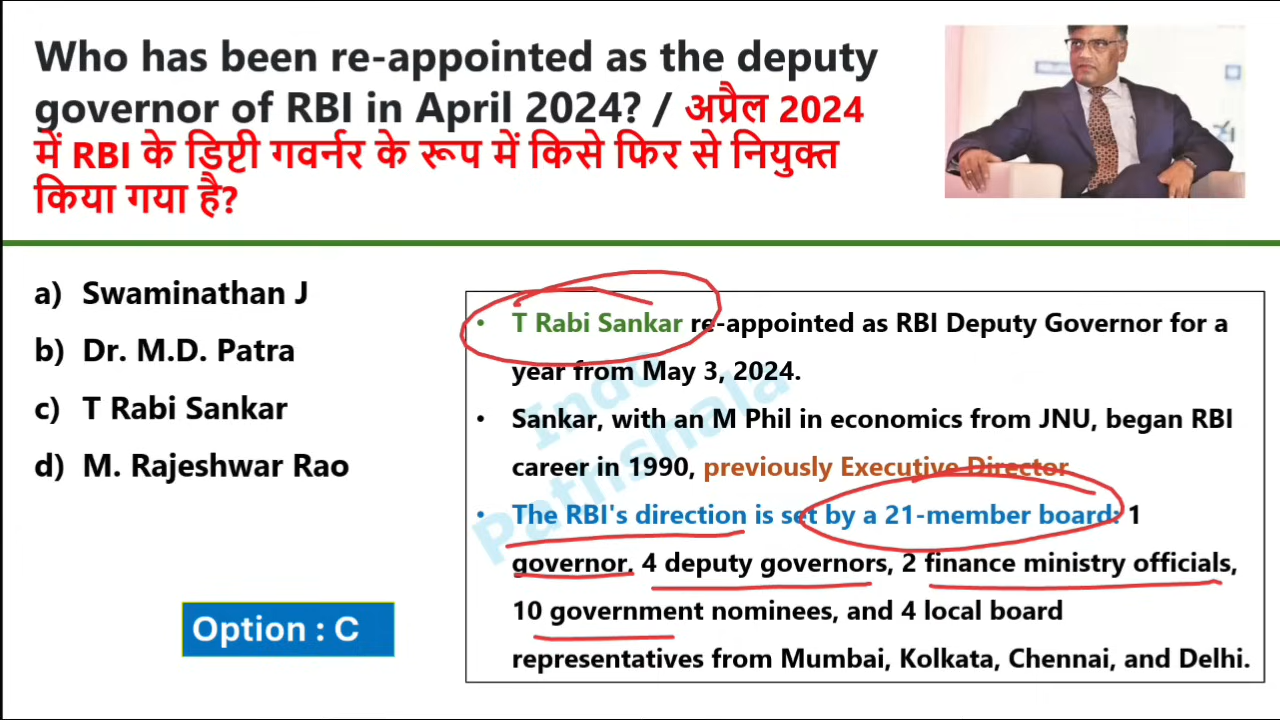 Who has been re-appointed as the deputy
governor of RBI in April 2024? / अप्रैल 2024
में RBI के डिप्टी गवर्नर के रूप में किसे फिर से नियुक्त
किया गया है?
a) Swaminathan J
b) Dr. M.D. Patra
c) T Rabi Sankar
d) M. Rajeshwar Rao
Option : C
• T Rabi Sankar re-appointed as RBI Deputy Governor for a
year from May 3, 2024.
• Sankar, with an M Phil in economics from JNU, began RBI
career in 1990, previously Executive Director
• The RBI's direction is set by a 21-member board: 1
governor, 4 deputy governors, 2 finance ministry officials,
10 government nominees, and 4 local board
representatives from Mumbai, Kolkata, Chennai, and Delhi.
Indo
Pathshala